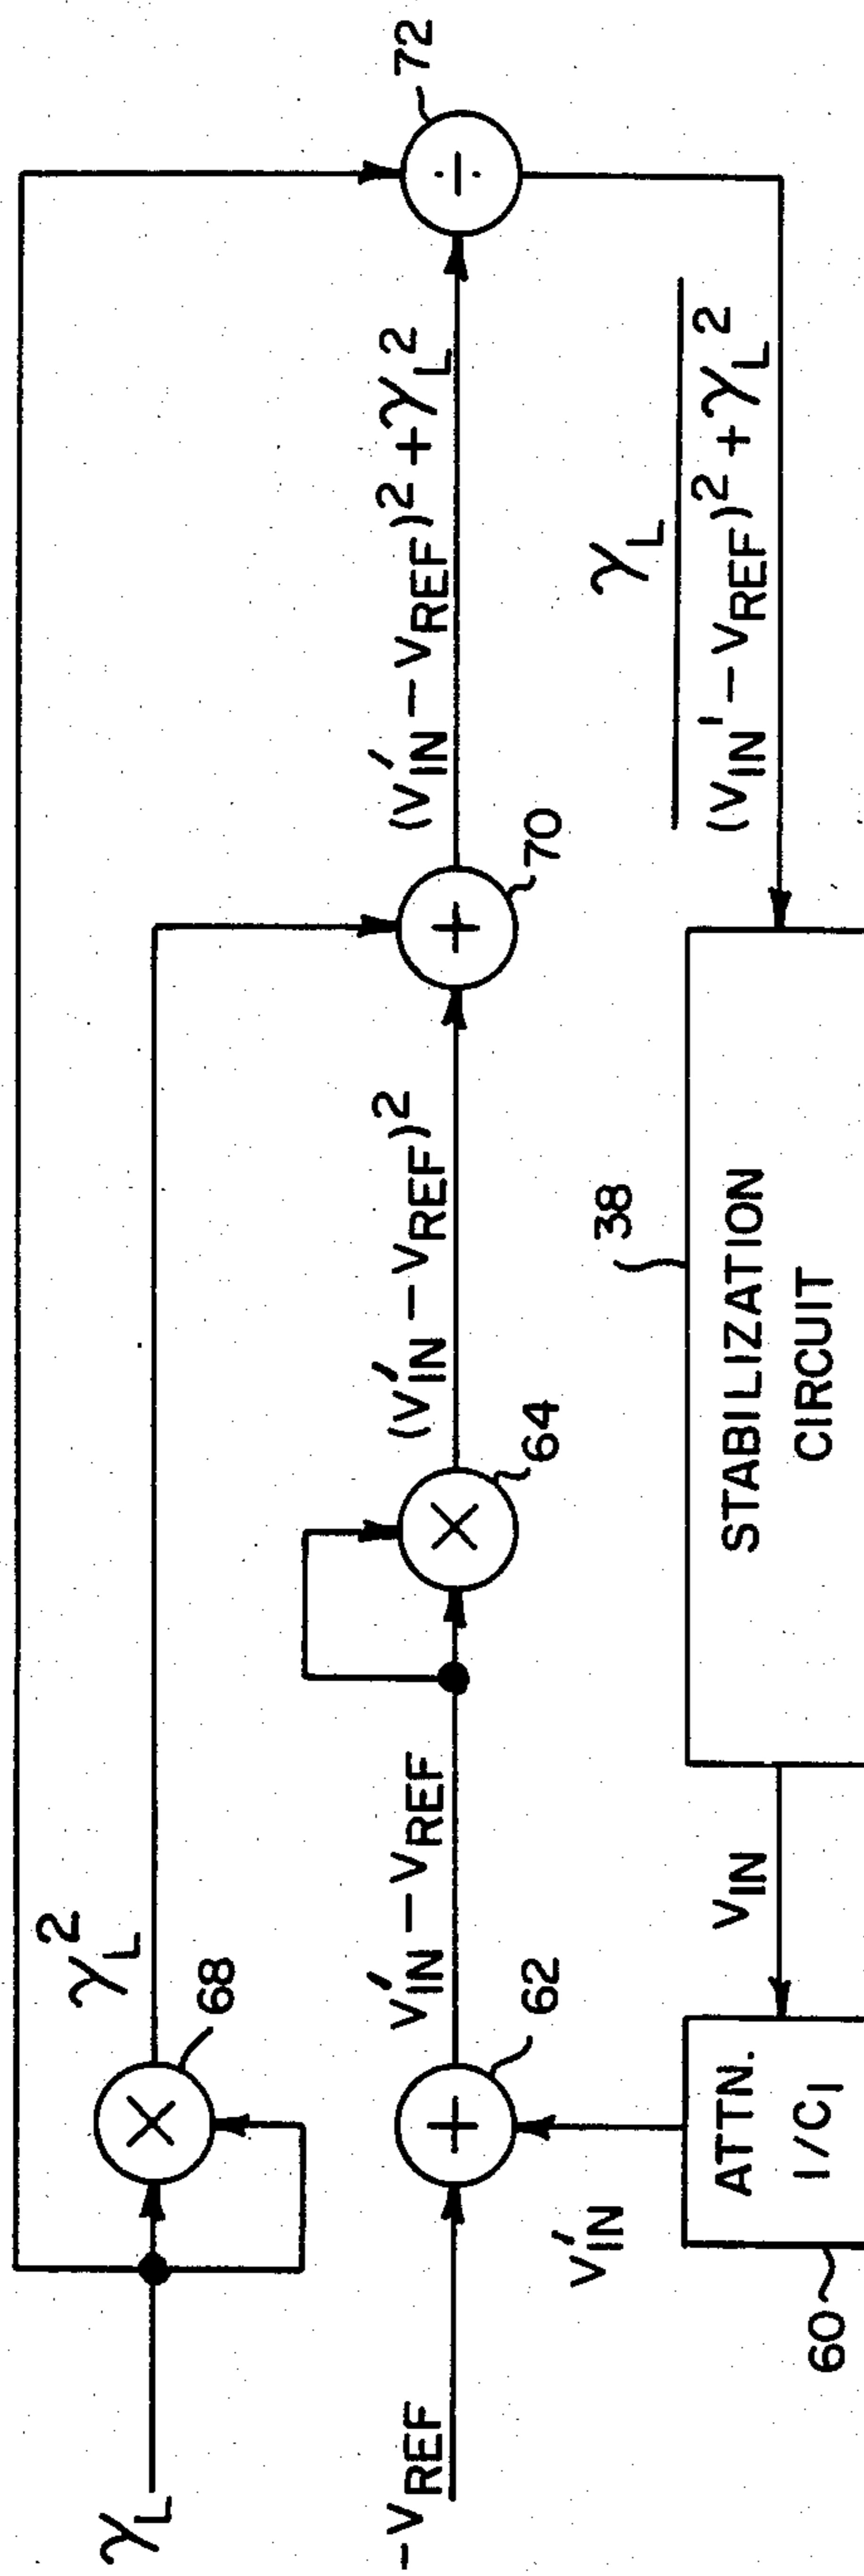 γL
γL²
68
-VREF
62
V'IN – VREF
64
(V'IN – VREF)²
70
(V'IN – VREF)² + γL²
72
÷
+
×
+
×
V'IN
60
ATTN.
1/C1
VIN
38
STABILIZATION
CIRCUIT
γL
(VIN' – VREF)² + γL²